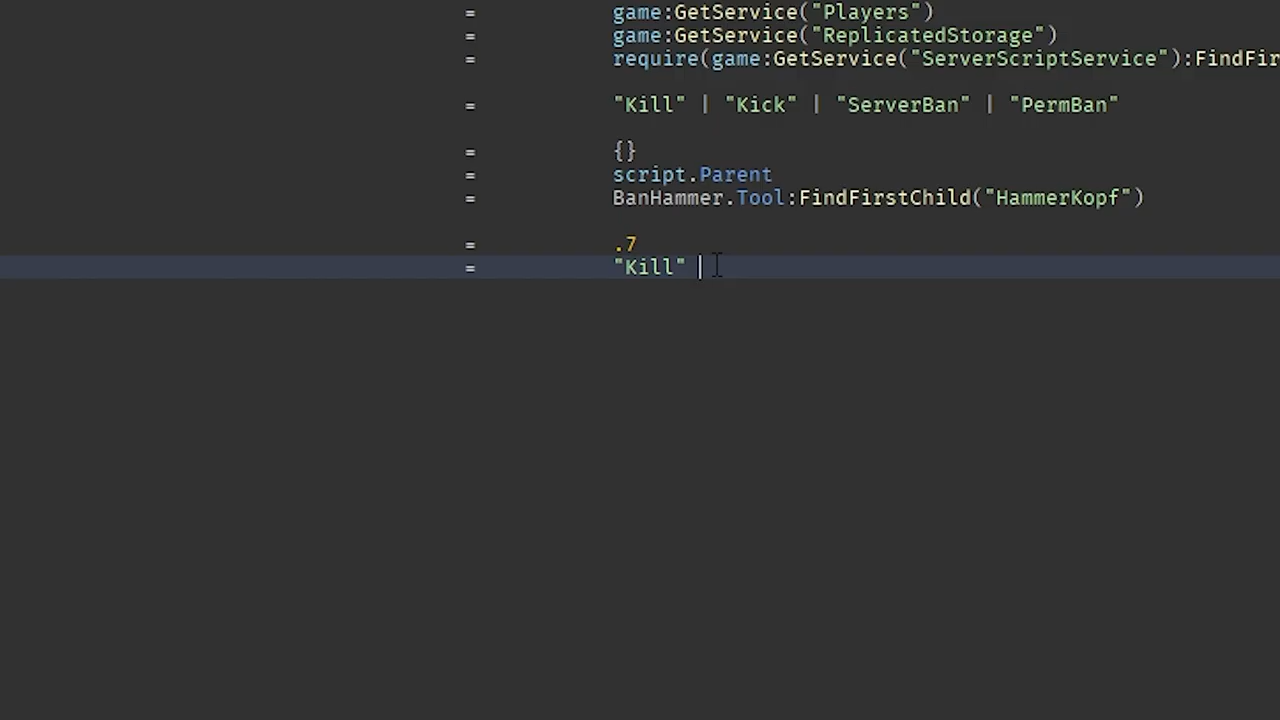 = game:GetService("Players")
= game:GetService("ReplicatedStorage")
= require(game:GetService("ServerScriptService"):FindFir
= "Kill" | "Kick" | "ServerBan" | "PermBan"
= {}
= script.Parent
= BanHammer.Tool:FindFirstChild("HammerKopf")
= .7
= "Kill"